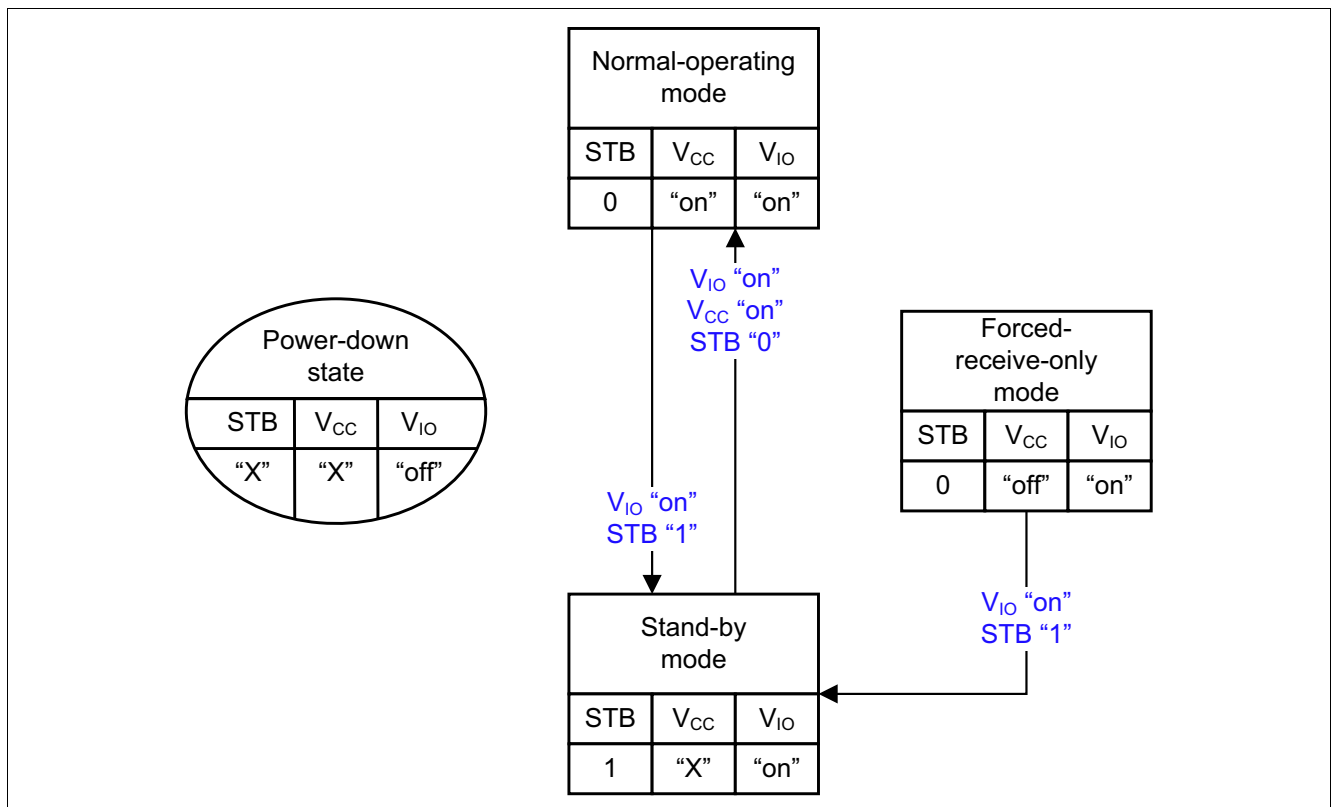 Normal-operating
mode
STB VCC VIO
0 “on” “on”
VIO “on”
VCC “on”
STB “0”
Power-down
state
STB VCC VIO
“X” “X” “off”
Forced-
receive-only
mode
STB VCC VIO
0 “off” “on”
VIO “on”
STB “1”
VIO “on”
STB “1”
Stand-by
mode
STB VCC VIO
1 “X” “on”